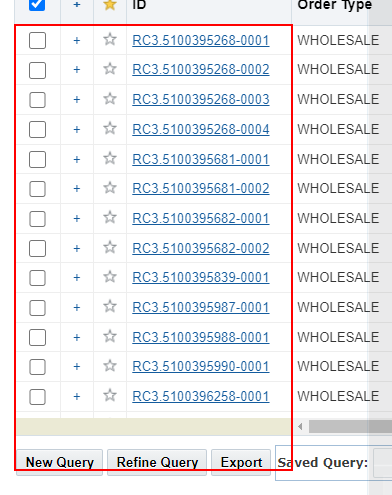 + ID Order Type
+ RC3.5100395268-0001 WHOLESALE
+ RC3.5100395268-0002 WHOLESALE
+ RC3.5100395268-0003 WHOLESALE
+ RC3.5100395268-0004 WHOLESALE
+ RC3.5100395681-0001 WHOLESALE
+ RC3.5100395681-0002 WHOLESALE
+ RC3.5100395682-0001 WHOLESALE
+ RC3.5100395682-0002 WHOLESALE
+ RC3.5100395839-0001 WHOLESALE
+ RC3.5100395987-0001 WHOLESALE
+ RC3.5100395988-0001 WHOLESALE
+ RC3.5100395990-0001 WHOLESALE
+ RC3.5100396258-0001 WHOLESALE
New Query Refine Query Export Saved Query: